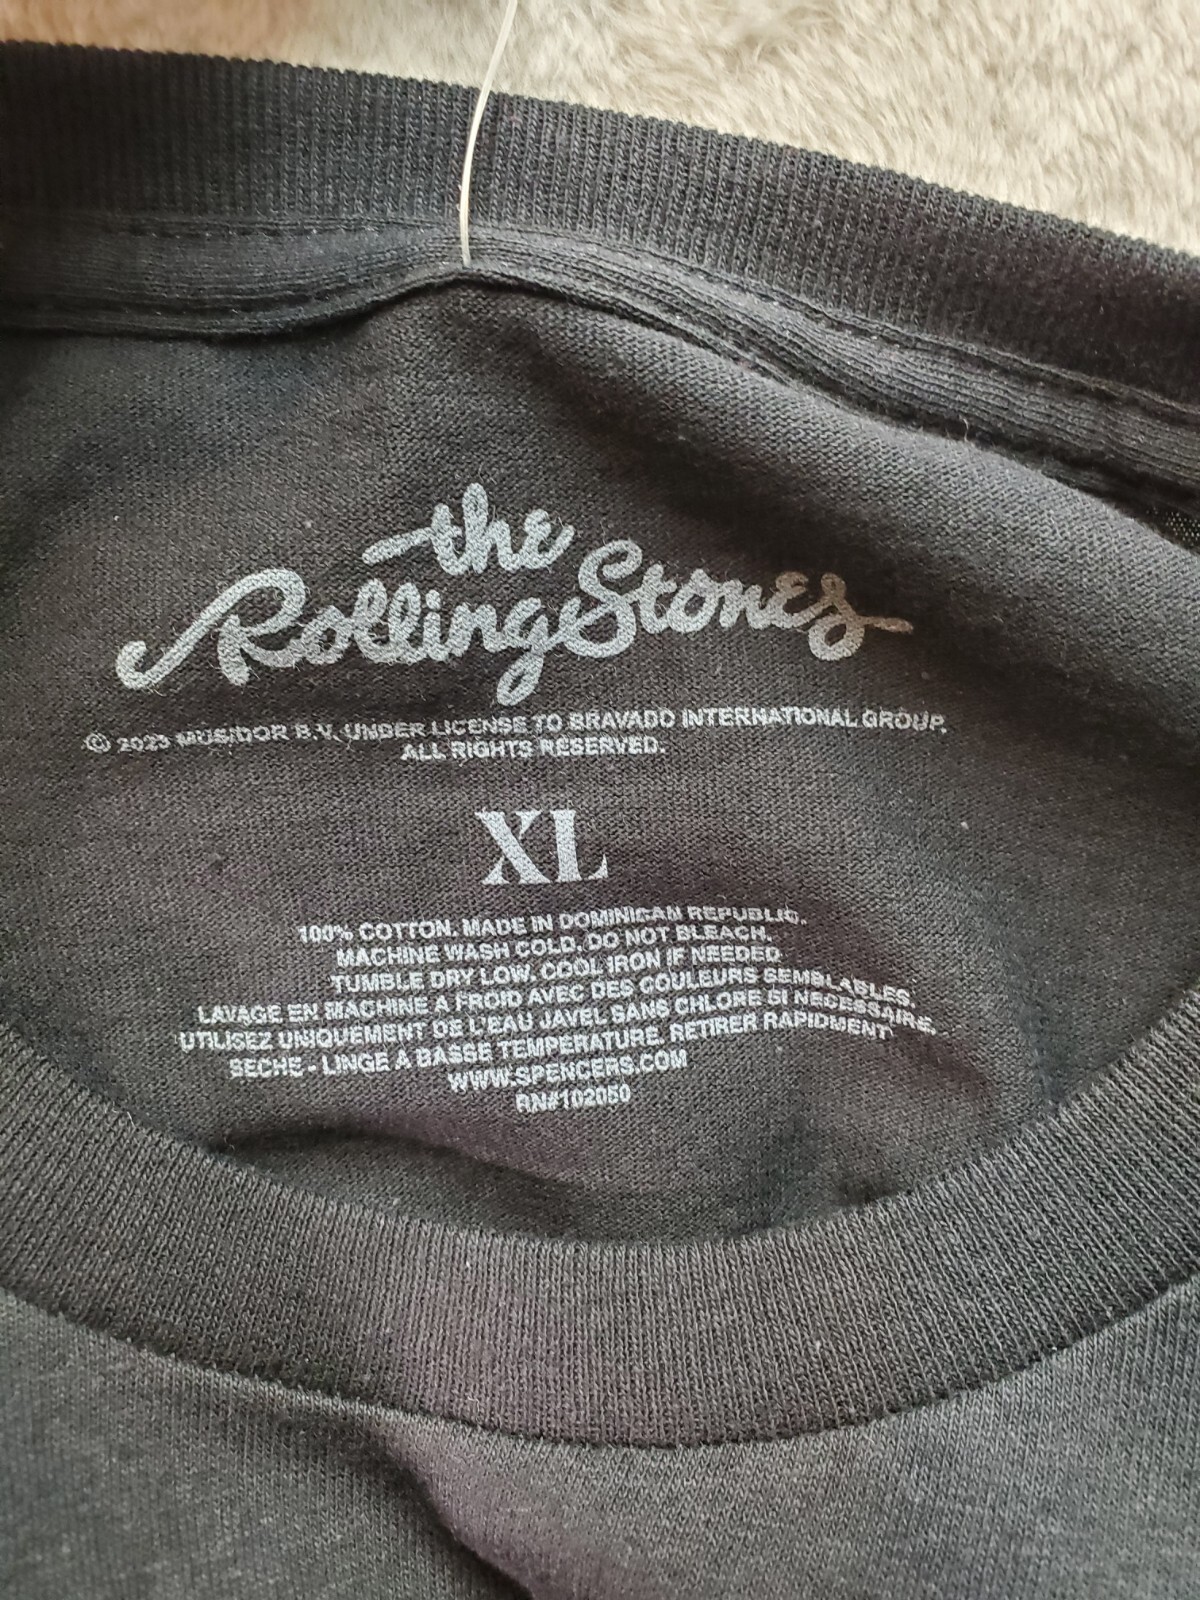 the
Rolling Stones
© 2023 MUSIDOR B.V. UNDER LICENSE TO BRAVADO INTERNATIONAL GROUP.
ALL RIGHTS RESERVED.
XL
100% COTTON. MADE IN DOMINICAN REPUBLIC.
MACHINE WASH COLD. DO NOT BLEACH.
TUMBLE DRY LOW. COOL IRON IF NEEDED
LAVAGE EN MACHINE A FROID AVEC DES COULEURS SEMBLABLES.
UTILISEZ UNIQUEMENT DE L'EAU JAVEL SANS CHLORE SI NECESSAIRE.
SECHE - LINGE A BASSE TEMPERATURE. RETIRER RAPIDMENT
WWW.SPENCERS.COM
RN#102050